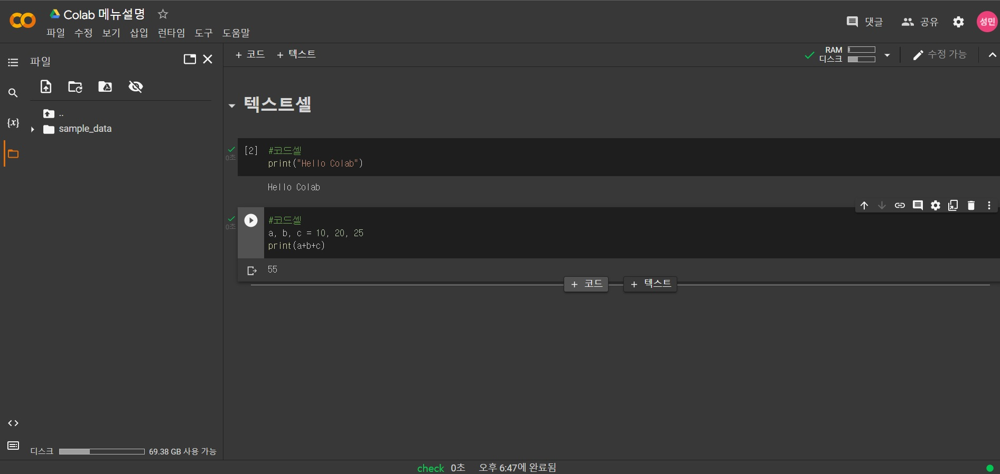 Colab 메뉴설명
파일 수정 보기 삽입 런타임 도구 도움말
댓글 공유 성민
파일
..
sample_data
+ 코드 + 텍스트
RAM
디스크
수정 가능
텍스트셀
0초
[2] #코드셀
print("Hello Colab")
Hello Colab
0초
#코드셀
a, b, c = 10, 20, 25
print(a+b+c)
55
+ 코드 + 텍스트
{x}
디스크 69.38 GB 사용 가능
check 0초 오후 6:47에 완료됨